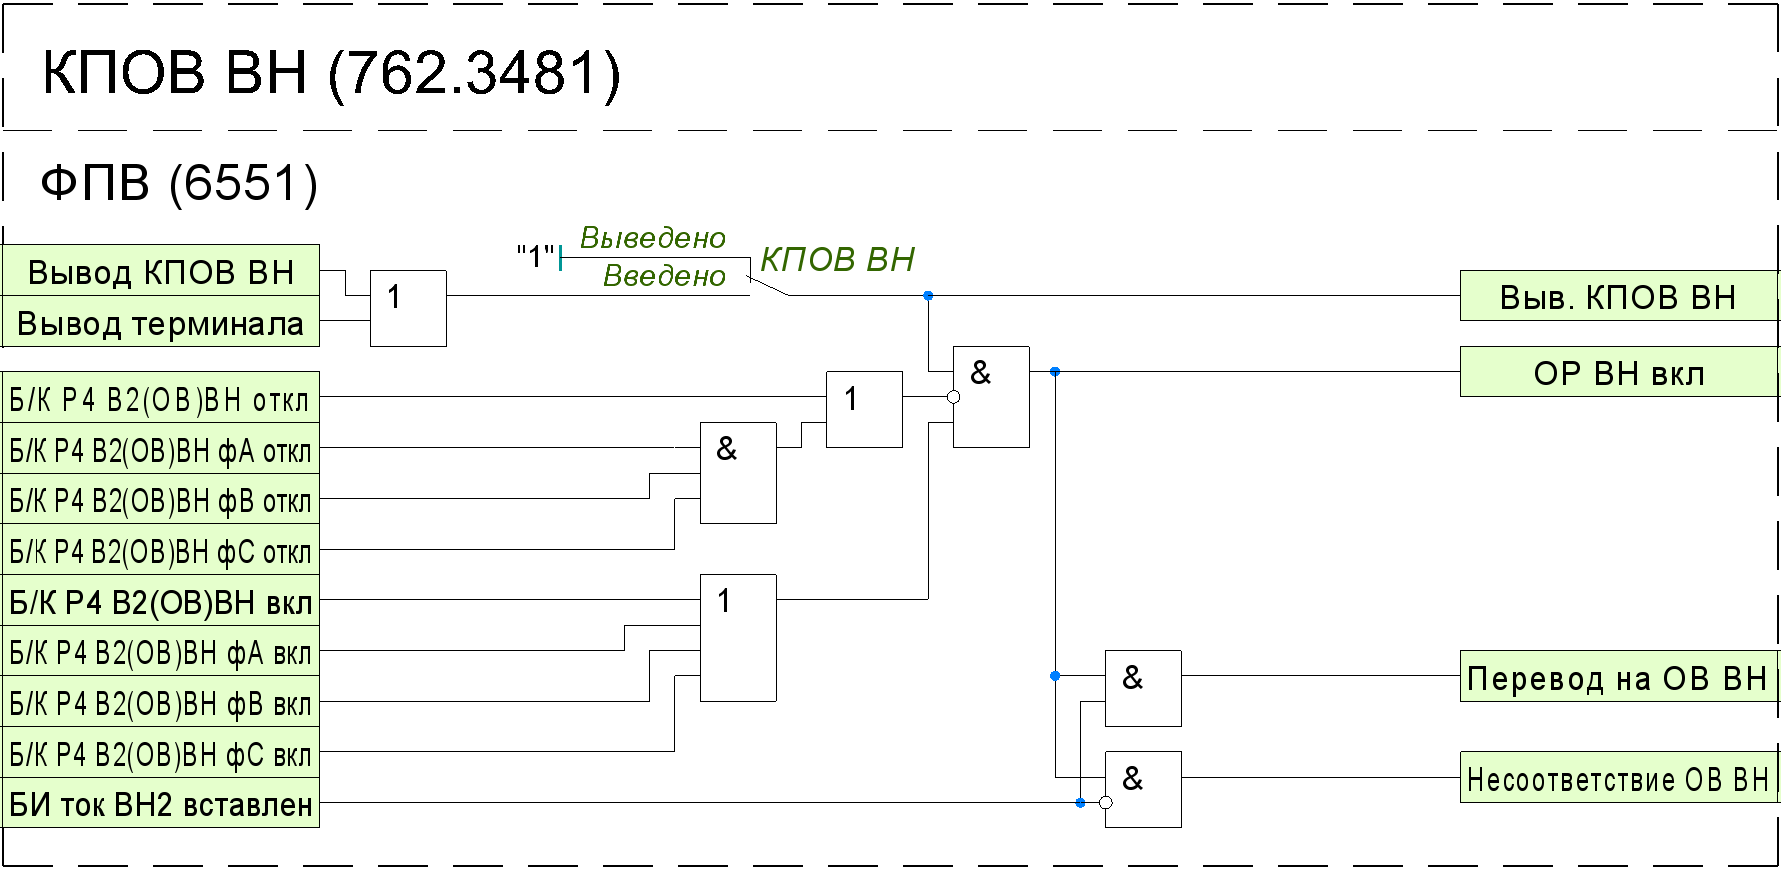 КПОВ ВН (762.3481)
ФПВ (6551)
Выведено
"1"
КПОВ ВН
Введено
Вывод КПОВ ВН
1
Выв. КПОВ ВН
Вывод терминала
&
ОР ВН вкл
Б/К Р4 В2(ОВ)ВН откл
1
Б/К Р4 В2(ОВ)ВН фА откл
&
Б/К Р4 В2(ОВ)ВН фВ откл
Б/К Р4 В2(ОВ)ВН фС откл
Б/К Р4 В2(ОВ)ВН вкл
1
Б/К Р4 В2(ОВ)ВН фА вкл
&
Перевод на ОВ ВН
Б/К Р4 В2(ОВ)ВН фВ вкл
Б/К Р4 В2(ОВ)ВН фС вкл
&
Несоответствие ОВ ВН
БИ ток ВН2 вставлен